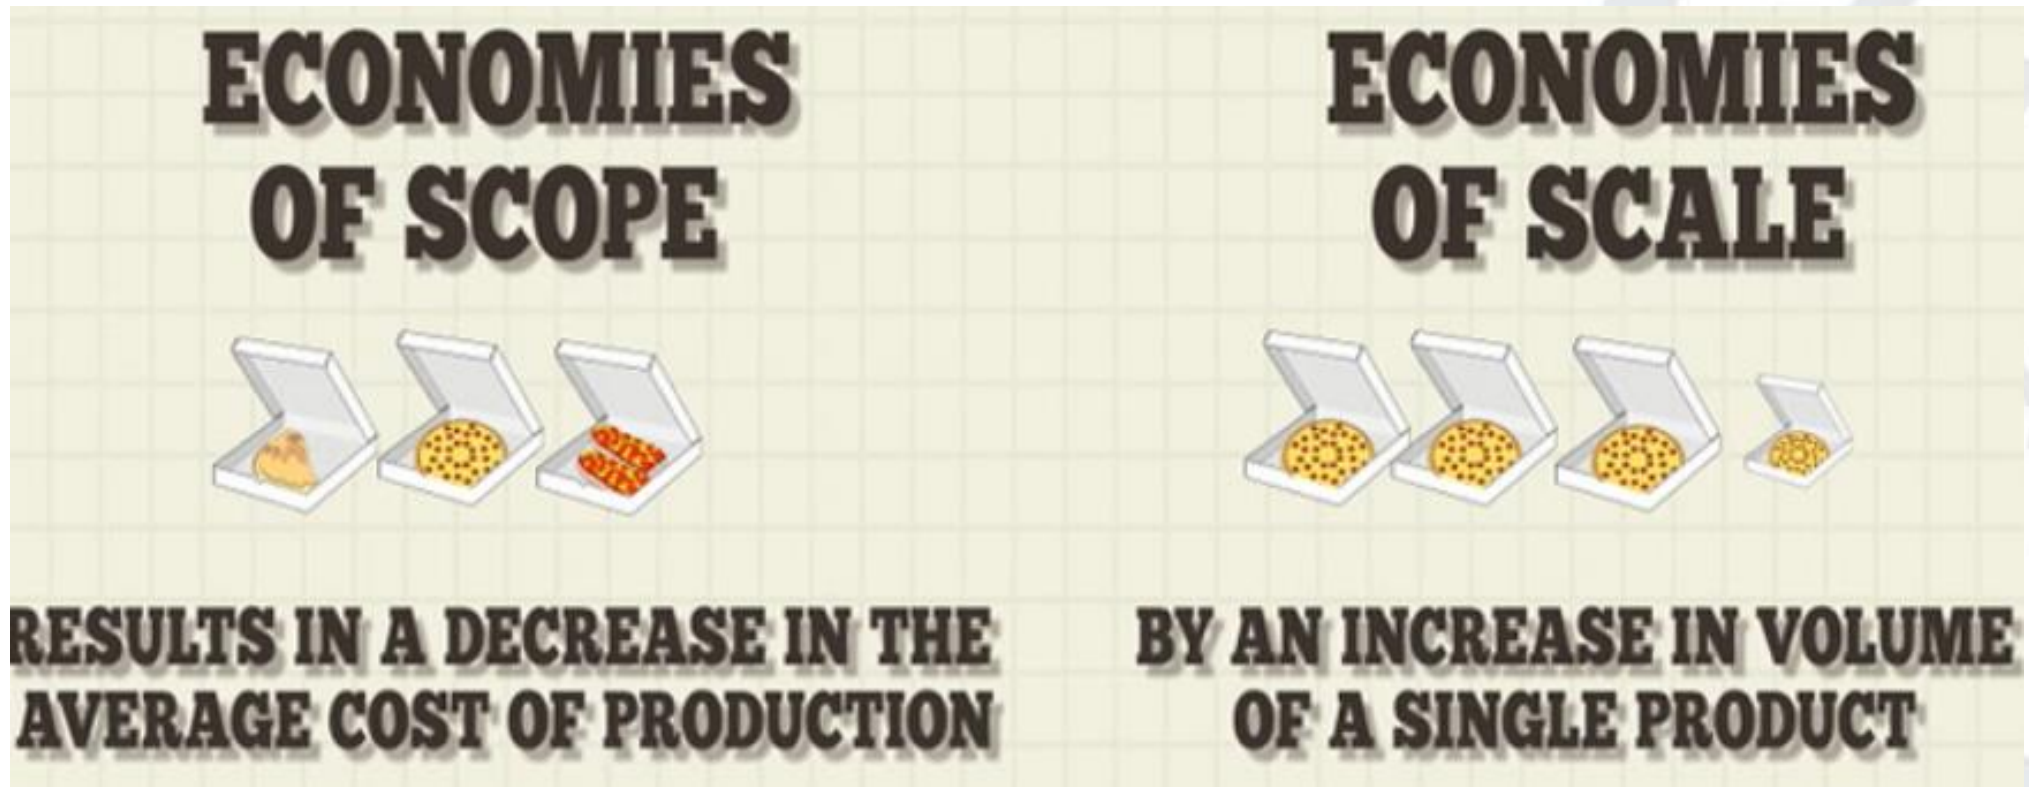 ECONOMIES
OF SCOPE
RESULTS IN A DECREASE IN THE
AVERAGE COST OF PRODUCTION
ECONOMIES
OF SCALE
BY AN INCREASE IN VOLUME
OF A SINGLE PRODUCT